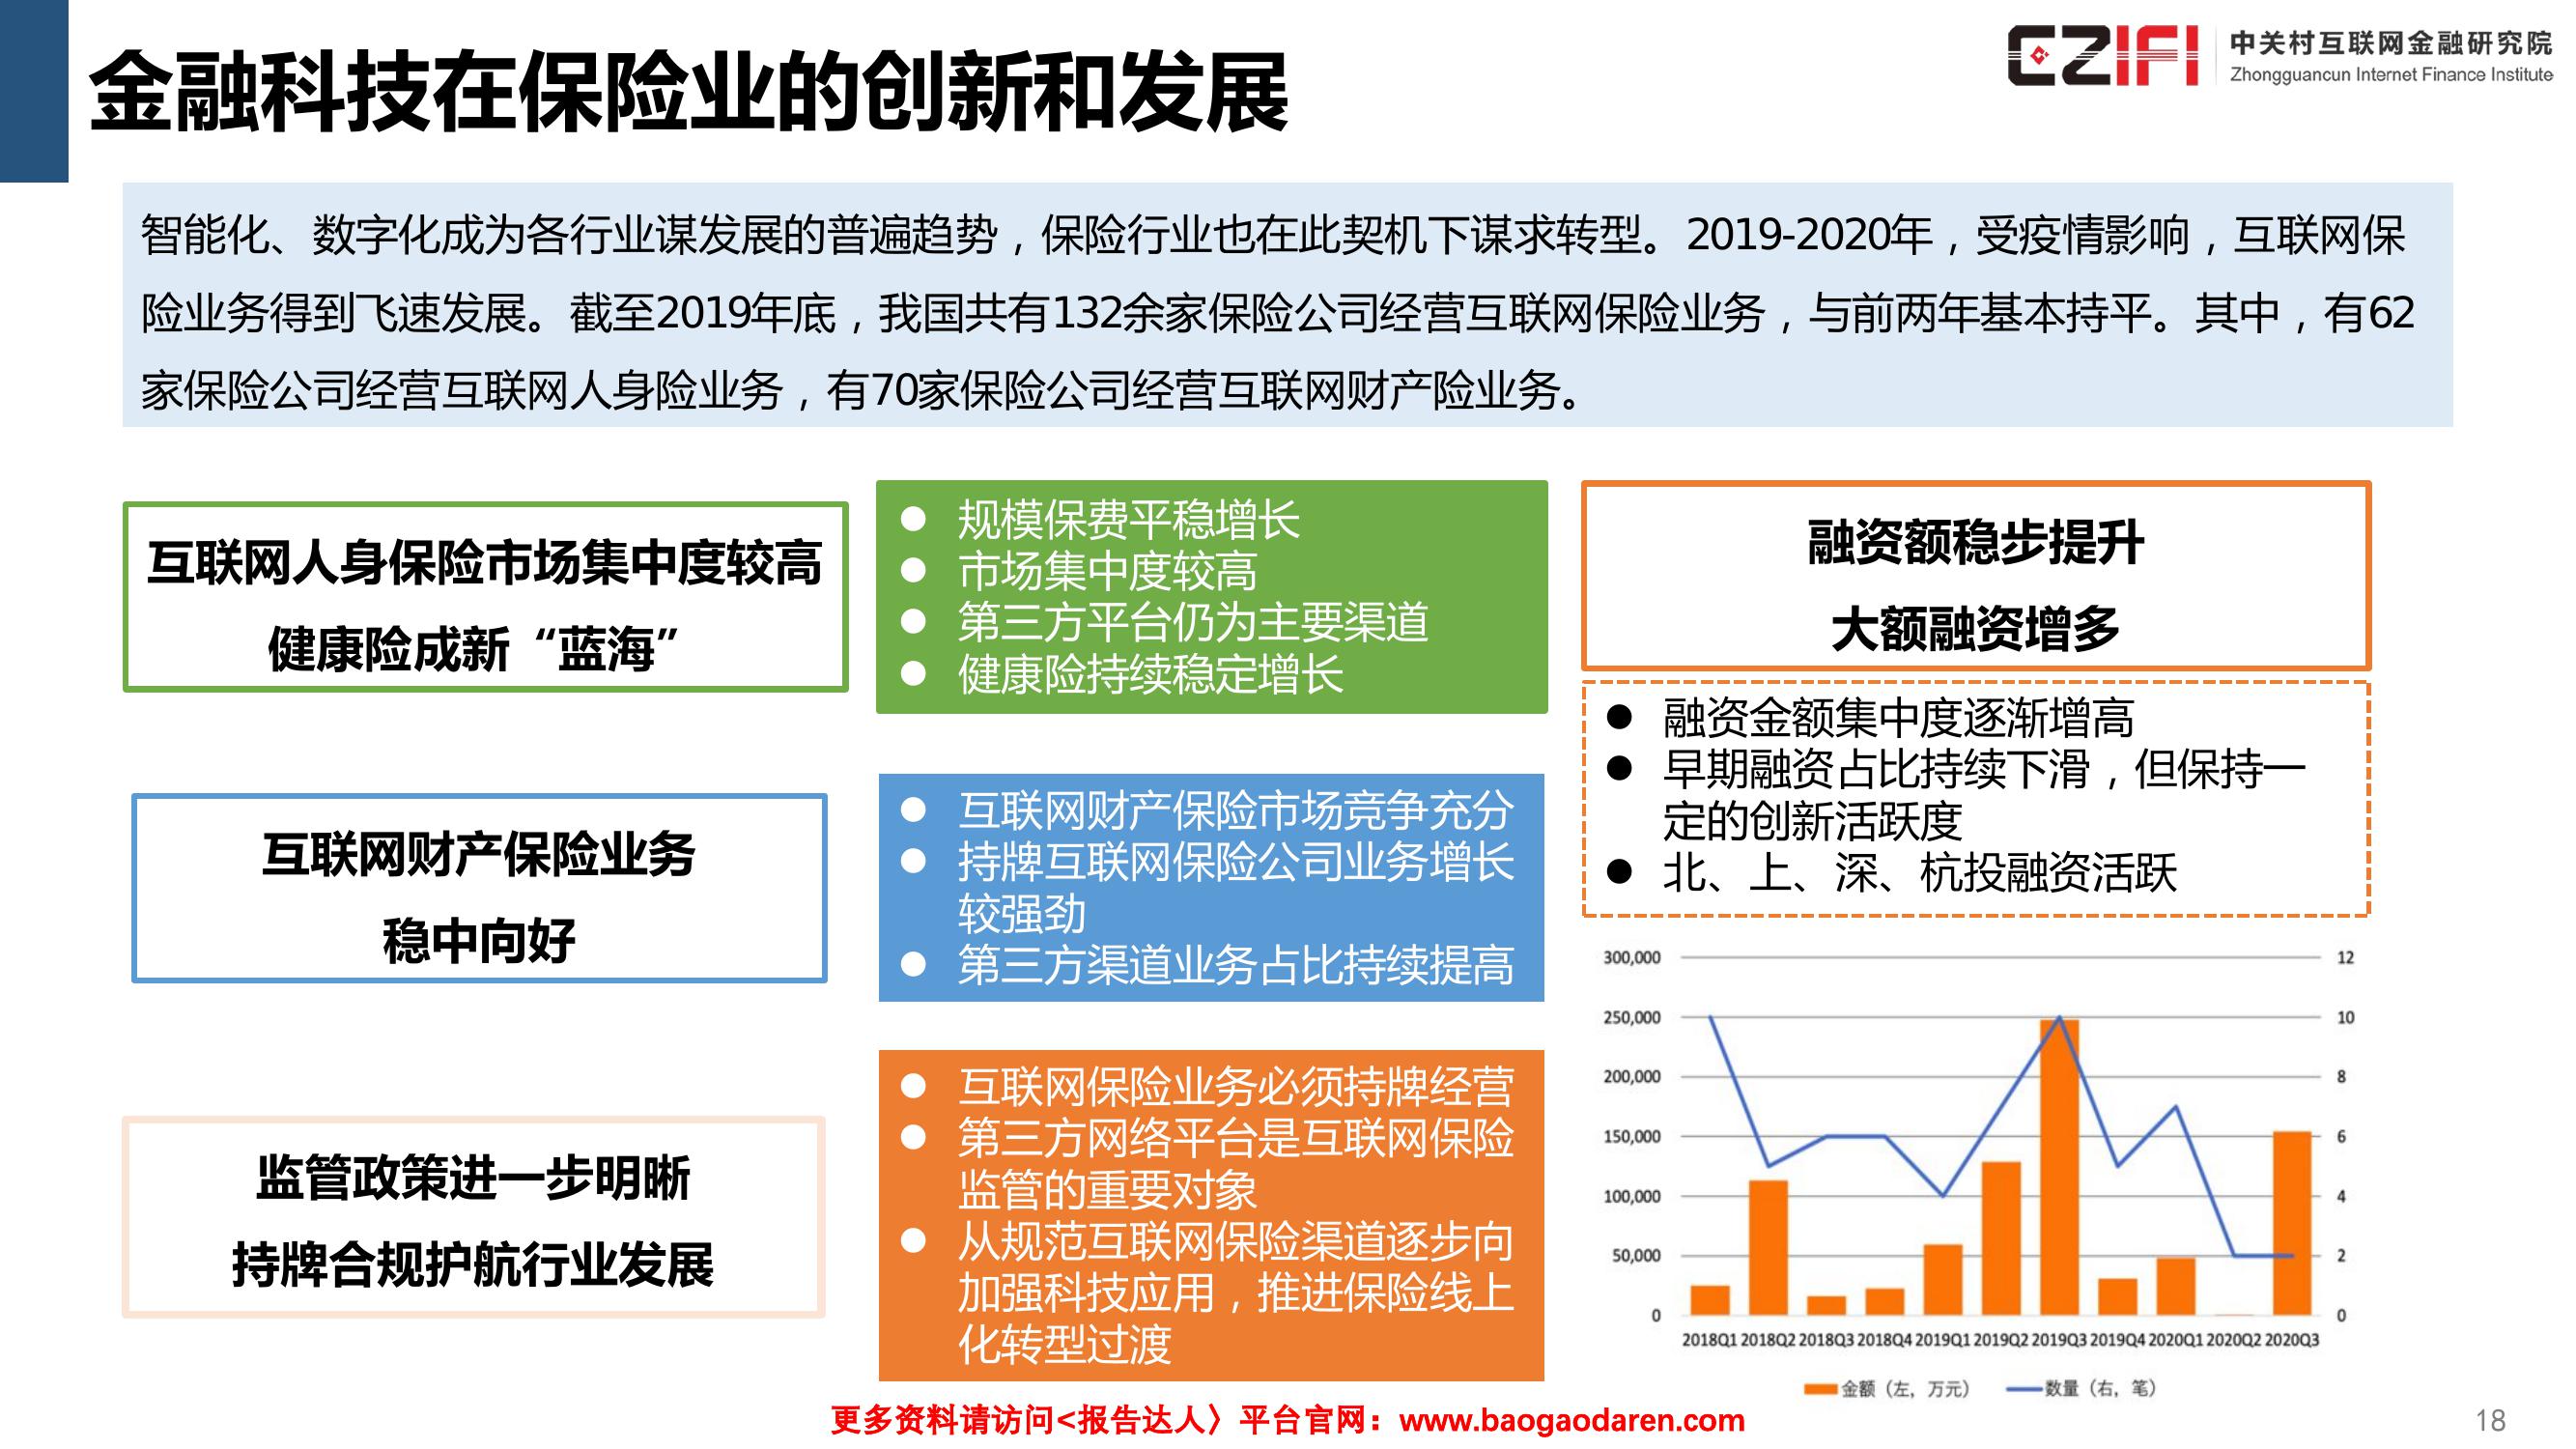 金融科技在保险业的创新和发展
CZIFI
中关村互联网金融研究院
Zhongguancun Internet Finance Institute
智能化、数字化成为各行业谋发展的普遍趋势，保险行业也在此契机下谋求转型。2019-2020年，受疫情影响，互联网保
险业务得到飞速发展。截至2019年底，我国共有132余家保险公司经营互联网保险业务，与前两年基本持平。其中，有62
家保险公司经营互联网人身险业务，有70家保险公司经营互联网财产险业务。
互联网人身保险市场集中度较高
健康险成新“蓝海”
● 规模保费平稳增长
● 市场集中度较高
● 第三方平台仍为主要渠道
● 健康险持续稳定增长
互联网财产保险业务
稳中向好
● 互联网财产保险市场竞争充分
● 持牌互联网保险公司业务增长
较强劲
● 第三方渠道业务占比持续提高
监管政策进一步明晰
持牌合规护航行业发展
● 互联网保险业务必须持牌经营
● 第三方网络平台是互联网保险
监管的重要对象
● 从规范互联网保险渠道逐步向
加强科技应用，推进保险线上
化转型过渡
融资额稳步提升
大额融资增多
● 融资金额集中度逐渐增高
● 早期融资占比持续下滑，但保持一
定的创新活跃度
● 北、上、深、杭投融资活跃
300,000 12
250,000 10
200,000 8
150,000 6
100,000 4
50,000 2
0 0
2018Q1 2018Q2 2018Q3 2018Q4 2019Q1 2019Q2 2019Q3 2019Q4 2020Q1 2020Q2 2020Q3
金额（左，万元） 数量（右，笔）
更多资料请访问<报告达人〉平台官网：www.baogaodaren.com
18